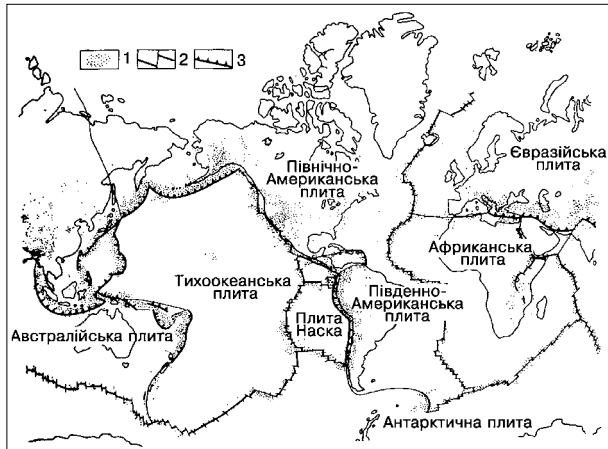 1 2 3
Північно-
Американська
плита
Євразійська
плита
Африканська
плита
Тихоокеанська
плита
Південно-
Американська
плита
Плита
Наска
Австралійська плита
Антарктична плита